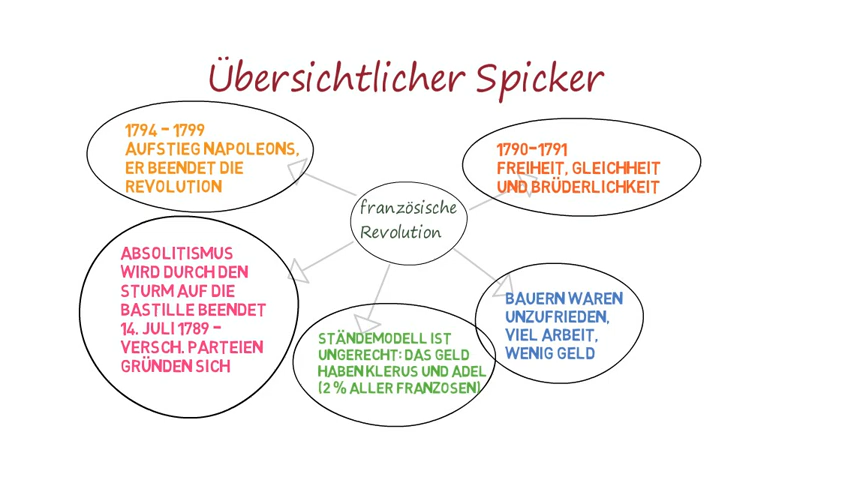 Übersichtlicher Spicker
1794 - 1799
AUFSTIEG NAPOLEONS,
ER BEENDET DIE
REVOLUTION
1790-1791
FREIHEIT, GLEICHHEIT
UND BRÜDERLICHKEIT
französische
Revolution
ABSOLITISMUS
WIRD DURCH DEN
STURM AUF DIE
BASTILLE BEENDET
14. JULI 1789 -
VERSCH. PARTEIEN
GRÜNDEN SICH
STÄNDEMODELL IST
UNGERECHT: DAS GELD
HABEN KLERUS UND ADEL
(2 % ALLER FRANZOSEN)
BAUERN WAREN
UNZUFRIEDEN,
VIEL ARBEIT,
WENIG GELD